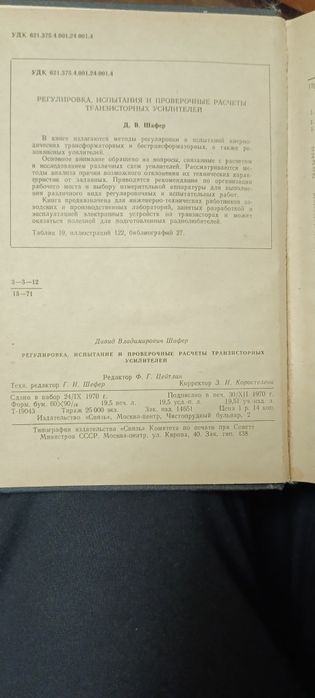 УДК 621.375.4.001.24.001.4
УДК 621.375.4.001.24.001.4
РЕГУЛИРОВКА, ИСПЫТАНИЯ И ПРОВЕРОЧНЫЕ РАСЧЕТЫ
ТРАНЗИСТОРНЫХ УСИЛИТЕЛЕЙ
Д. В. Шафер
В книге излагаются методы регулировки и испытаний аперио-
дических трансформаторных и бестрансформаторных, а также ре-
зонансных усилителей.
Основное внимание обращено на вопросы, связанные с расчетом
и исследованием различных схем усилителей. Рассматриваются ме-
тоды анализа причин возможного отклонения их технических харак-
теристик от заданных. Приводятся рекомендации по организации
рабочего места и выбору измерительной аппаратуры для выполне-
ния различного вида регулировочных и испытательных работ.
Книга предназначена для инженерно-технических работников за-
водских и производственных лабораторий, занятых разработкой и
эксплуатацией электронных устройств на транзисторах и может
оказаться полезной для подготовленных радиолюбителей.
Таблиц 19, иллюстраций 122, библиографий 27.
3—3—12
15—71
Давид Владимирович Шафер
РЕГУЛИРОВКА, ИСПЫТАНИЕ И ПРОВЕРОЧНЫЕ РАСЧЕТЫ ТРАНЗИСТОРНЫХ
УСИЛИТЕЛЕЙ
Редактор Ф. Г. Цейтлин
Техн. редактор Г. И. Шефер Корректор З. И. Коростелева
Сдано в набор 24/IX 1970 г. Подписано в печ. 30/XII 1970 г.
Форм. бум. 60×90/16 19,5 печ. л. 19,5 усл.-п. л. 19,51 уч.-изд. л.
Т-19043 Тираж 25 000 экз. Зак. изд. 14651 Цена 1 р. 14 коп.
Издательство «Связь», Москва-центр, Чистопрудный бульвар, 2
Типография издательства «Связь» Комитета по печати при Совете
Министров СССР. Москва-центр, ул. Кирова, 40. Зак. тип. 438